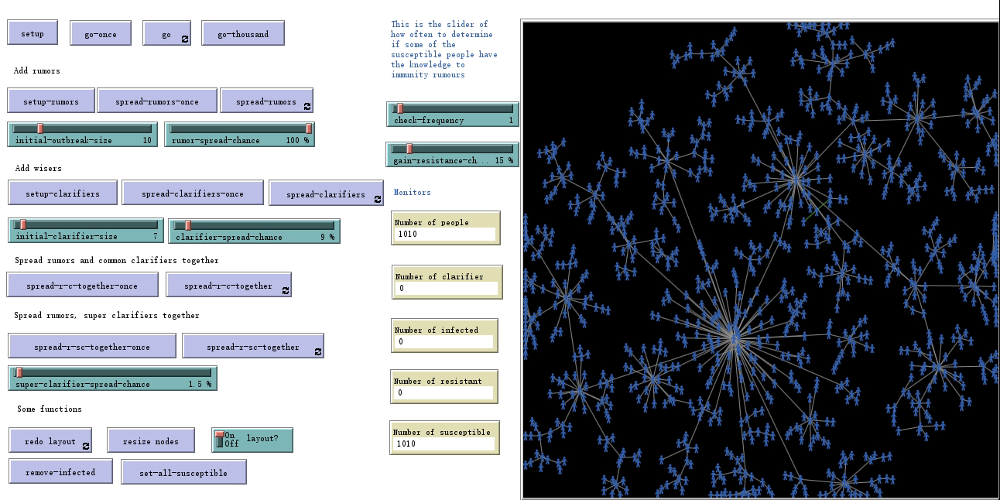 setup
go-once
go
go-thousand
Add rumors
setup-rumors
spread-rumors-once
spread-rumors
initial-outbreak-size 10
rumor-spread-chance 100 %
Add wisers
setup-clarifiers
spread-clarifiers-once
spread-clarifiers
initial-clarifier-size 7
clarifier-spread-chance 9 %
Spread rumors and common clarifiers together
spread-r-c-together-once
spread-r-c-together
Spread rumors, super clarifiers together
spread-r-sc-together-once
spread-r-sc-together
super-clarifier-spread-chance 1.5 %
Some functions
redo layout
resize nodes
On
Off
layout?
remove-infected
set-all-susceptible
This is the slider of
how often to determine
if some of the
susceptible people have
the knowledge to
immunity rumours
check-frequency 1
gain-resistance-ch... 15 %
Monitors
Number of people
1010
Number of clarifier
0
Number of infected
0
Number of resistant
0
Number of susceptible
1010